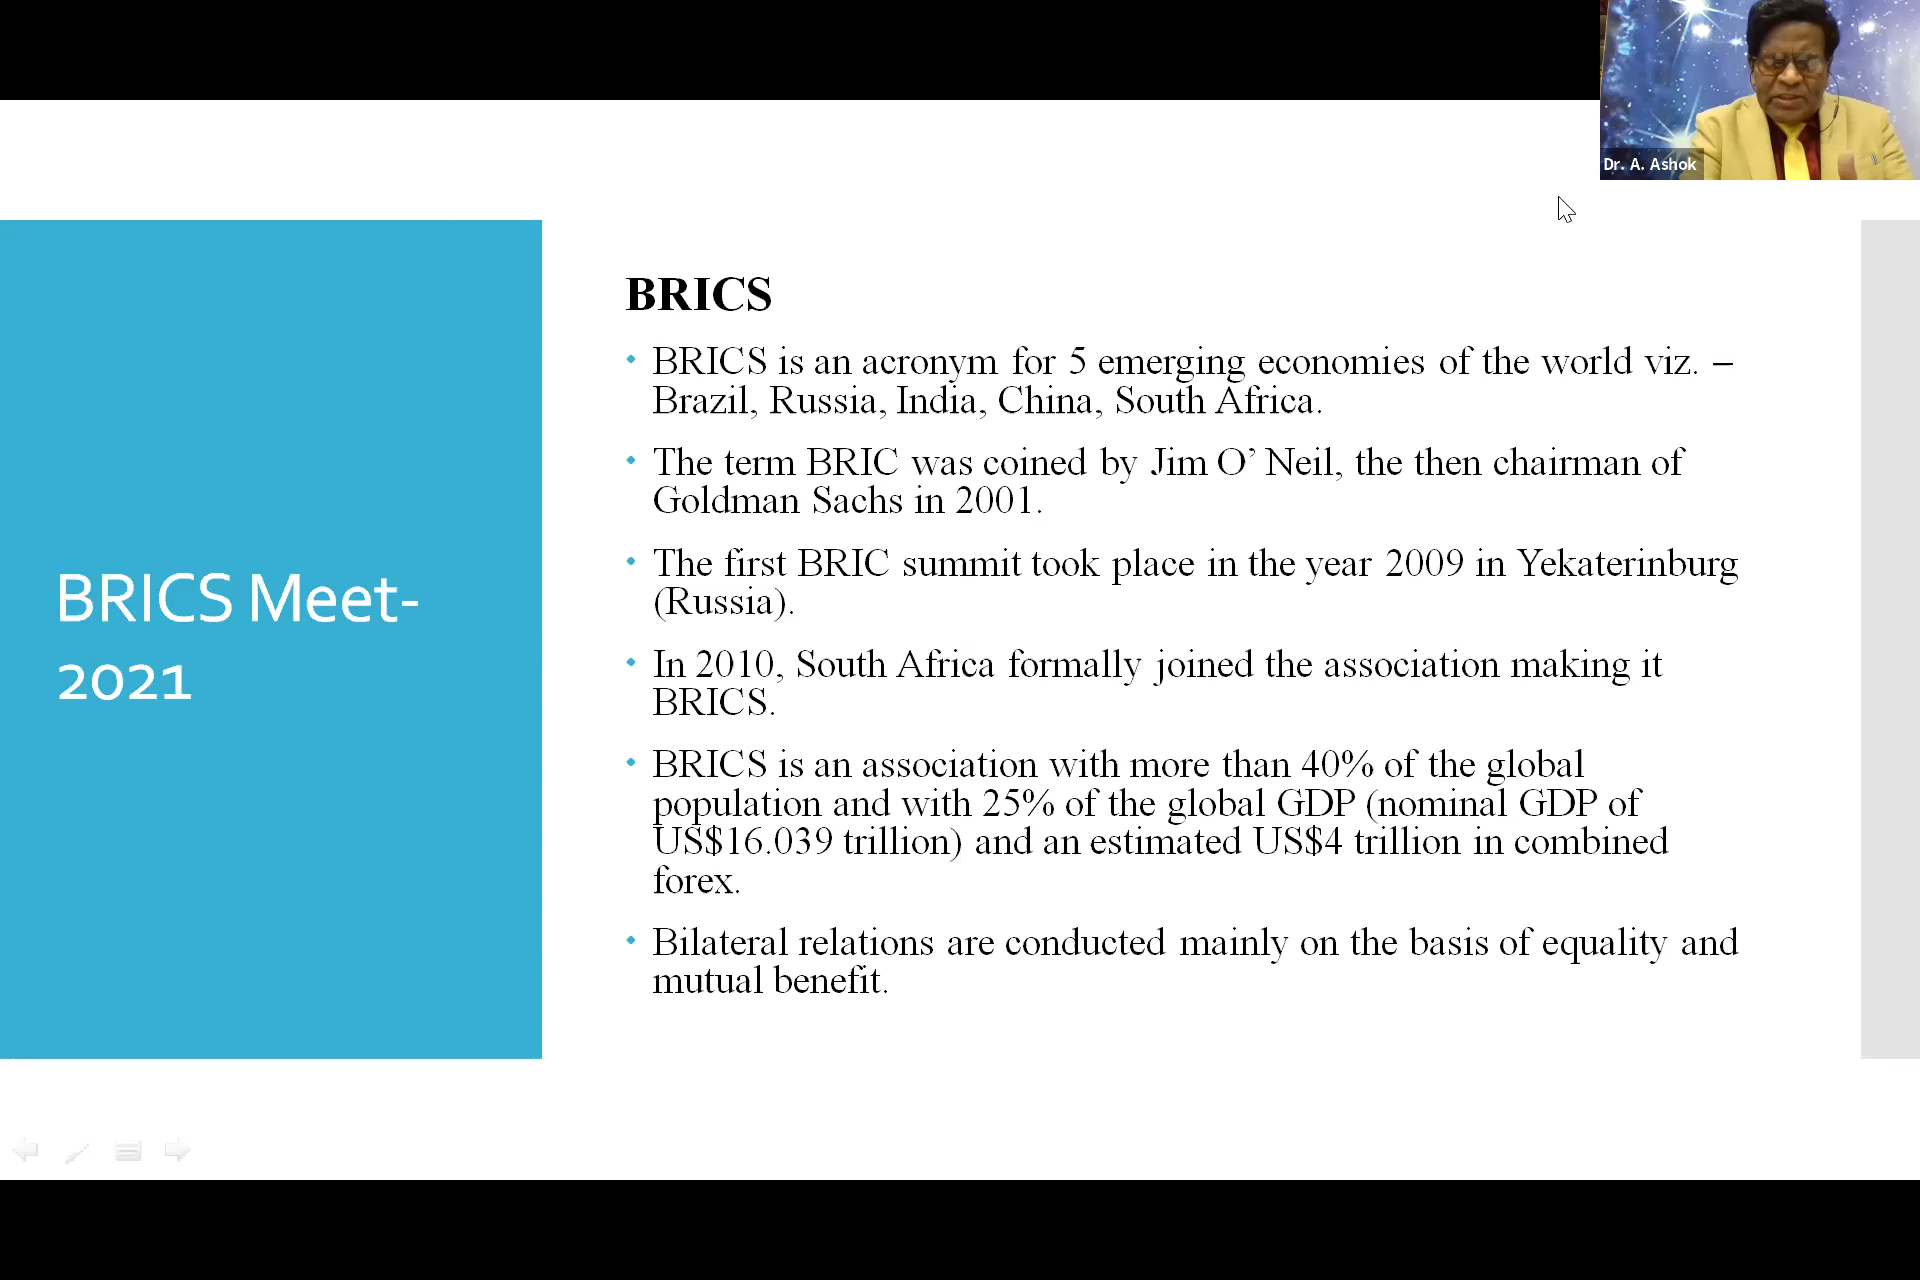 Dr. A. Ashok
BRICS Meet-
2021
BRICS
• BRICS is an acronym for 5 emerging economies of the world viz. –
Brazil, Russia, India, China, South Africa.
• The term BRIC was coined by Jim O’ Neil, the then chairman of
Goldman Sachs in 2001.
• The first BRIC summit took place in the year 2009 in Yekaterinburg
(Russia).
• In 2010, South Africa formally joined the association making it
BRICS.
• BRICS is an association with more than 40% of the global
population and with 25% of the global GDP (nominal GDP of
US$16.039 trillion) and an estimated US$4 trillion in combined
forex.
• Bilateral relations are conducted mainly on the basis of equality and
mutual benefit.